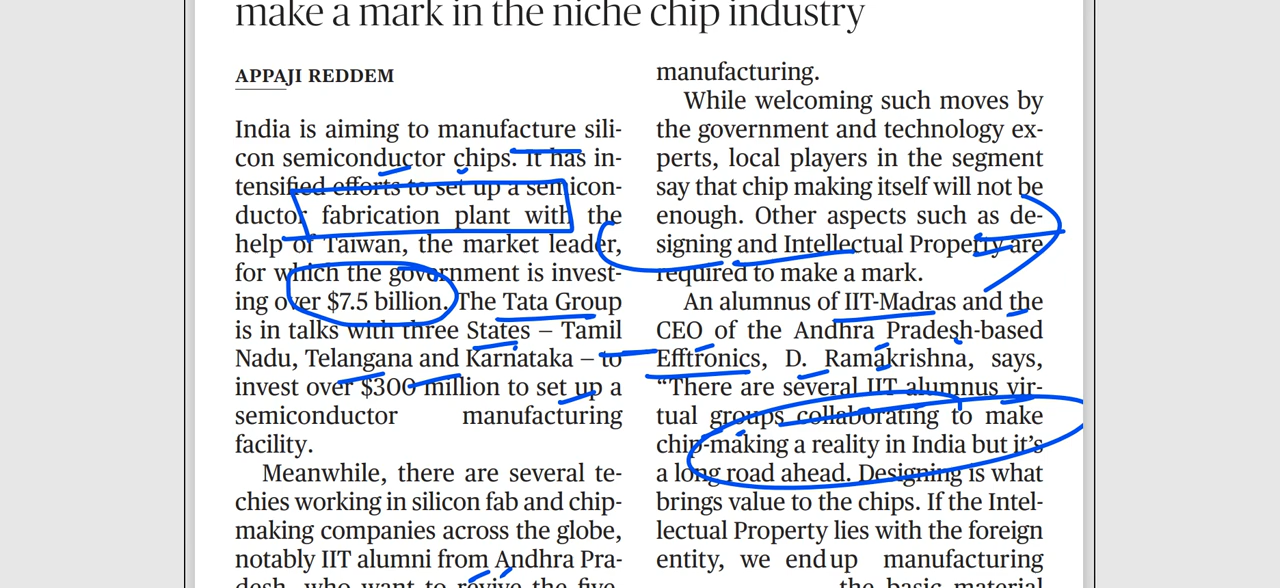 make a mark in the niche chip industry
APPAJI REDDEM
India is aiming to manufacture sili-
con semiconductor chips. It has in-
tensified efforts to set up a semicon-
ductor fabrication plant with the
help of Taiwan, the market leader,
for which the government is invest-
ing over $7.5 billion. The Tata Group
is in talks with three States – Tamil
Nadu, Telangana and Karnataka – to
invest over $300 million to set up a
semiconductor manufacturing
facility.
Meanwhile, there are several te-
chies working in silicon fab and chip-
making companies across the globe,
notably IIT alumni from Andhra Pra-
desh, who want to revive the five-
manufacturing.
While welcoming such moves by
the government and technology ex-
perts, local players in the segment
say that chip making itself will not be
enough. Other aspects such as de-
signing and Intellectual Property are
required to make a mark.
An alumnus of IIT-Madras and the
CEO of the Andhra Pradesh-based
Efftronics, D. Ramakrishna, says,
“There are several IIT alumnus vir-
tual groups collaborating to make
chip-making a reality in India but it’s
a long road ahead. Designing is what
brings value to the chips. If the Intel-
lectual Property lies with the foreign
entity, we end up manufacturing
the basic material